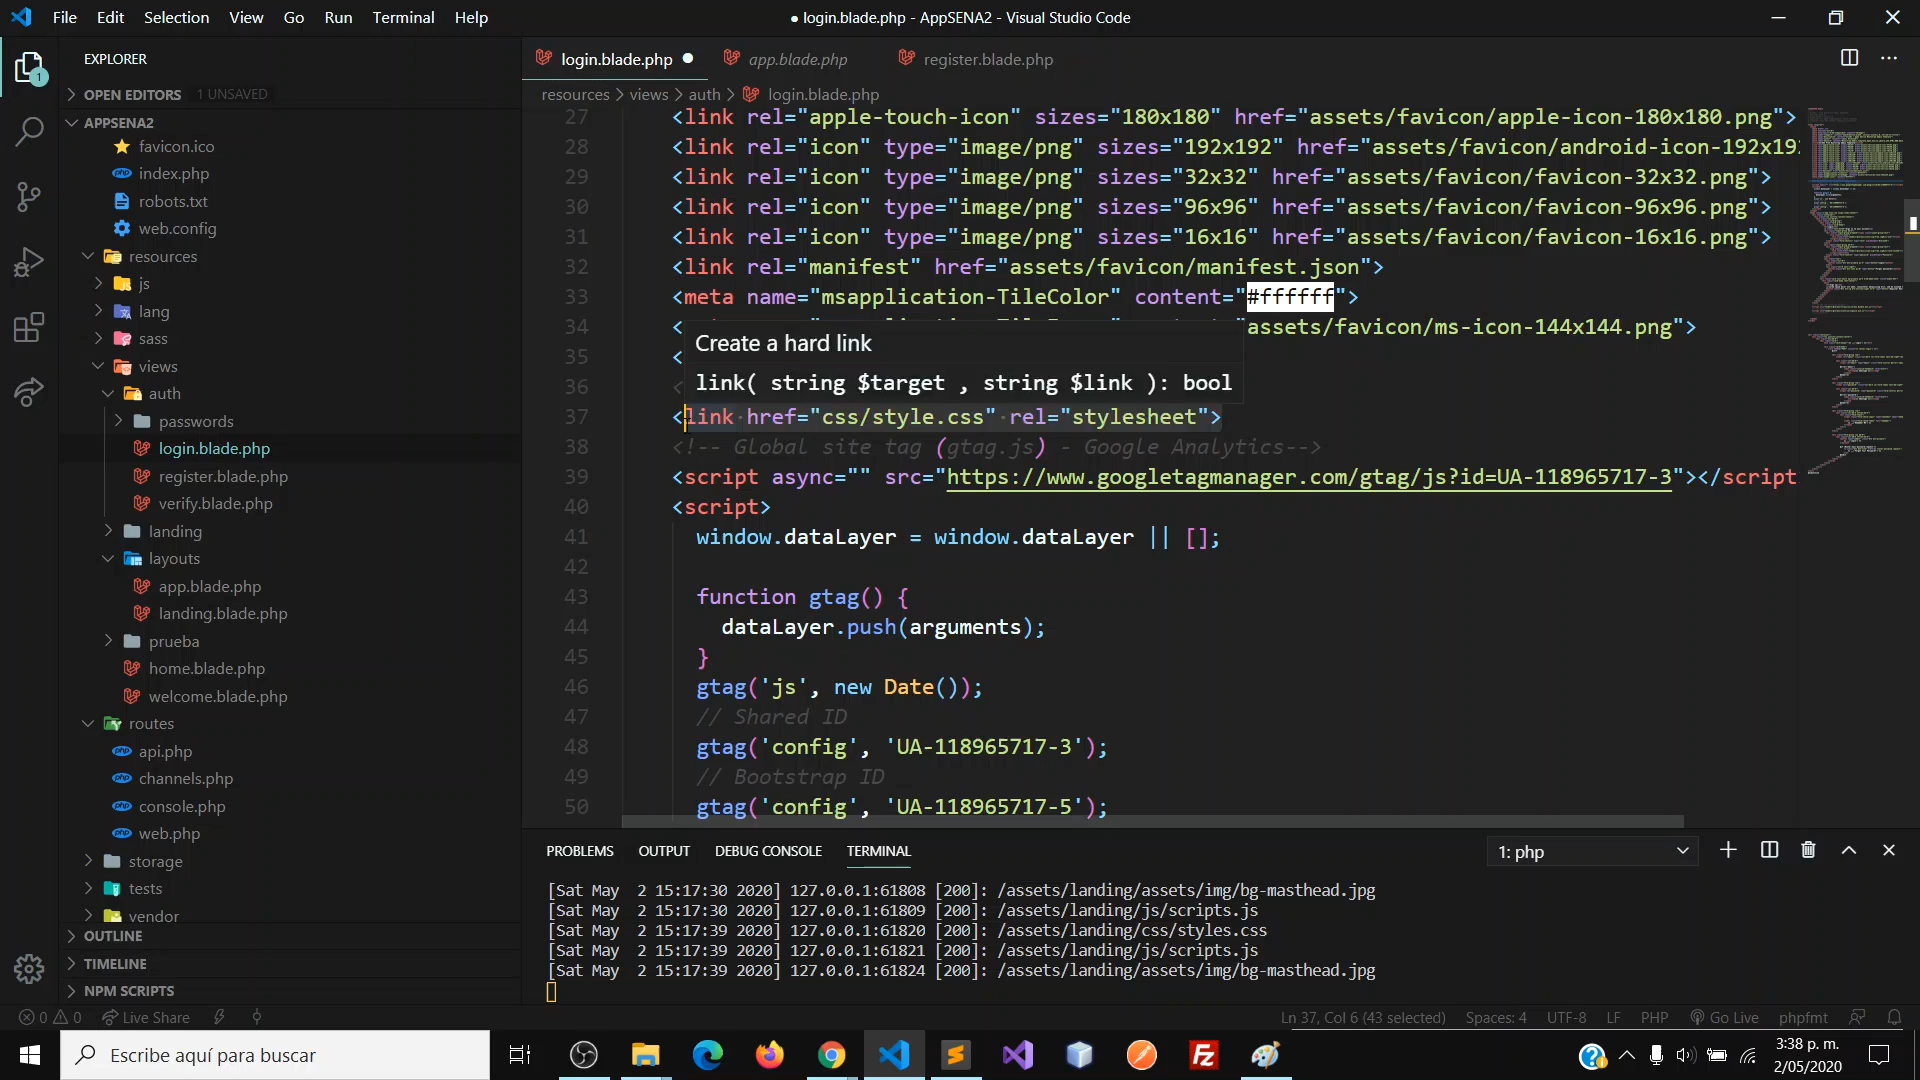 File Edit Selection View Go Run Terminal Help
● login.blade.php - AppSENA2 - Visual Studio Code
EXPLORER
OPEN EDITORS 1 UNSAVED
APPSENA2
favicon.ico
index.php
robots.txt
web.config
resources
js
lang
sass
views
auth
passwords
login.blade.php
register.blade.php
verify.blade.php
landing
layouts
app.blade.php
landing.blade.php
prueba
home.blade.php
welcome.blade.php
routes
api.php
channels.php
console.php
web.php
storage
tests
vendor
OUTLINE
TIMELINE
NPM SCRIPTS
1
login.blade.php ● app.blade.php register.blade.php
resources > views > auth > login.blade.php
27 <link rel="apple-touch-icon" sizes="180x180" href="assets/favicon/apple-icon-180x180.png">
28 <link rel="icon" type="image/png" sizes="192x192" href="assets/favicon/android-icon-192x19
29 <link rel="icon" type="image/png" sizes="32x32" href="assets/favicon/favicon-32x32.png">
30 <link rel="icon" type="image/png" sizes="96x96" href="assets/favicon/favicon-96x96.png">
31 <link rel="icon" type="image/png" sizes="16x16" href="assets/favicon/favicon-16x16.png">
32 <link rel="manifest" href="assets/favicon/manifest.json">
33 <meta name="msapplication-TileColor" content="#ffffff">
34 < "assets/favicon/ms-icon-144x144.png">
35 <
36 <
Create a hard link
link( string $target , string $link ): bool
37 <link href="css/style.css" rel="stylesheet">
38 <!-- Global site tag (gtag.js) - Google Analytics-->
39 <script async="" src="https://www.googletagmanager.com/gtag/js?id=UA-118965717-3"></script
40 <script>
41 window.dataLayer = window.dataLayer || [];
42
43 function gtag() {
44 dataLayer.push(arguments);
45 }
46 gtag('js', new Date());
47 // Shared ID
48 gtag('config', 'UA-118965717-3');
49 // Bootstrap ID
50 gtag('config', 'UA-118965717-5');
PROBLEMS OUTPUT DEBUG CONSOLE TERMINAL 1: php
[Sat May  2 15:17:30 2020] 127.0.0.1:61808 [200]: /assets/landing/assets/img/bg-masthead.jpg
[Sat May  2 15:17:30 2020] 127.0.0.1:61809 [200]: /assets/landing/js/scripts.js
[Sat May  2 15:17:39 2020] 127.0.0.1:61820 [200]: /assets/landing/css/styles.css
[Sat May  2 15:17:39 2020] 127.0.0.1:61821 [200]: /assets/landing/js/scripts.js
[Sat May  2 15:17:39 2020] 127.0.0.1:61824 [200]: /assets/landing/assets/img/bg-masthead.jpg
0 0 Live Share Ln 37, Col 6 (43 selected) Spaces: 4 UTF-8 LF PHP Go Live phpfmt
Escribe aquí para buscar
3:38 p. m.
2/05/2020